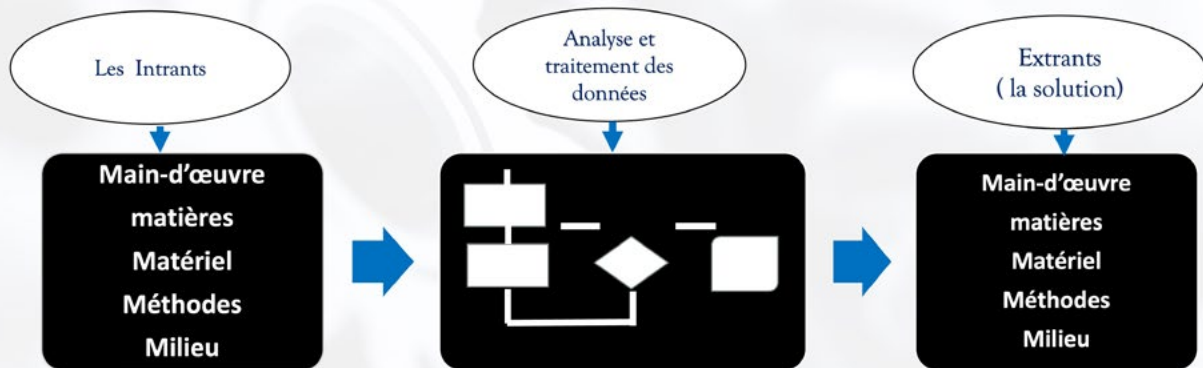 Les Intrants
Analyse et
traitement des
données
Extrants
( la solution)
Main-d'œuvre
matières
Matériel
Méthodes
Milieu
Main-d'œuvre
matières
Matériel
Méthodes
Milieu